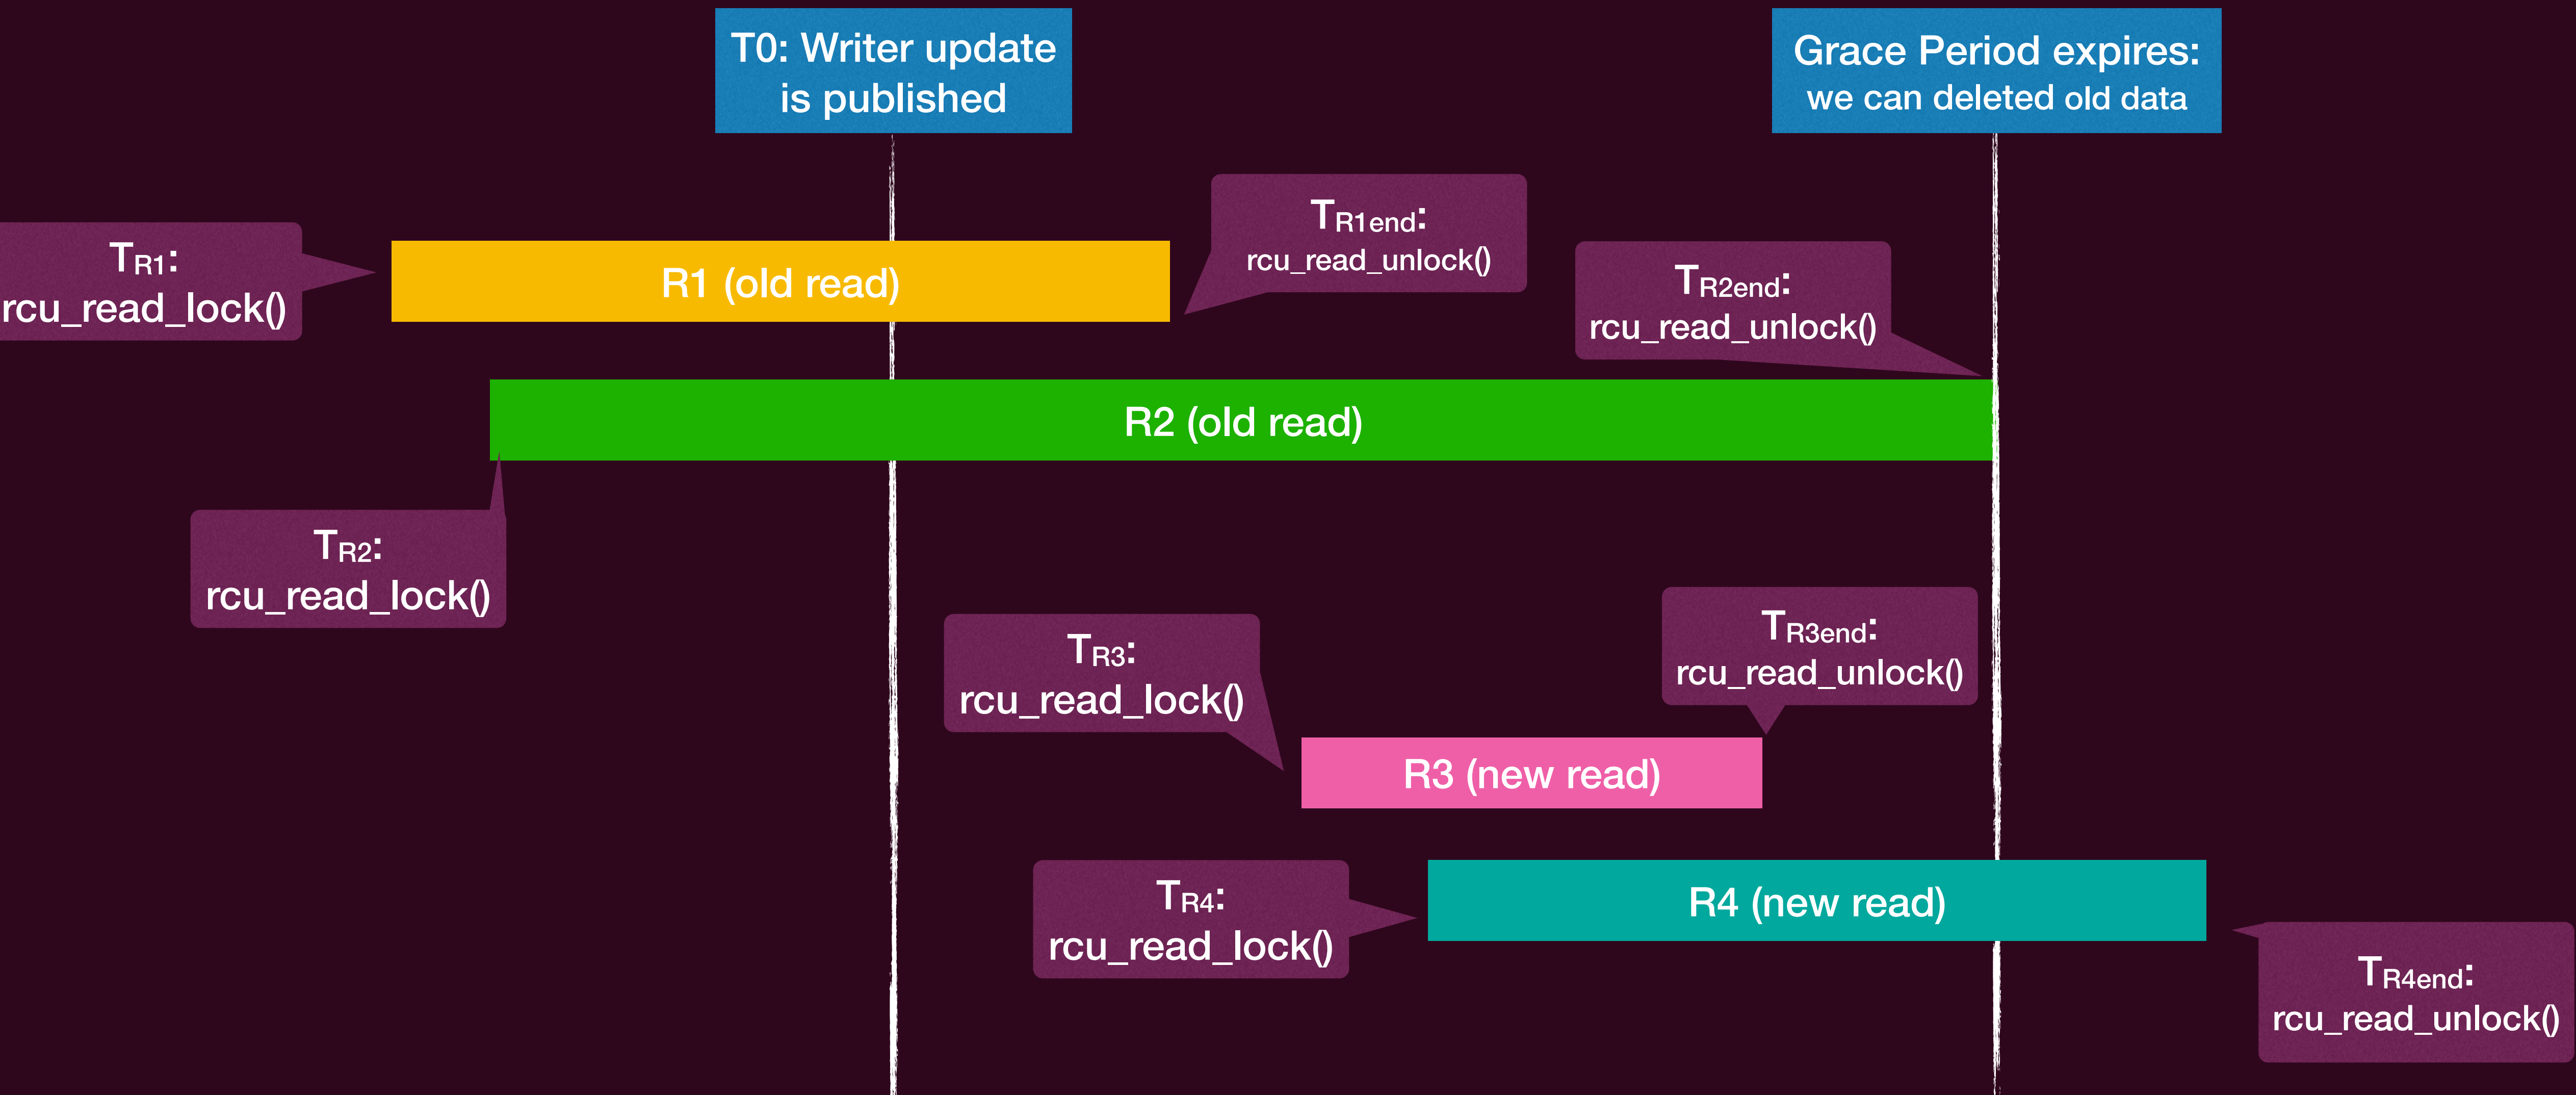 T0: Writer update
is published
Grace Period expires:
we can deleted old data
TR1:
rcu_read_lock()
R1 (old read)
TR1end:
rcu_read_unlock()
TR2end:
rcu_read_unlock()
R2 (old read)
TR2:
rcu_read_lock()
TR3:
rcu_read_lock()
TR3end:
rcu_read_unlock()
R3 (new read)
TR4:
rcu_read_lock()
R4 (new read)
TR4end:
rcu_read_unlock()